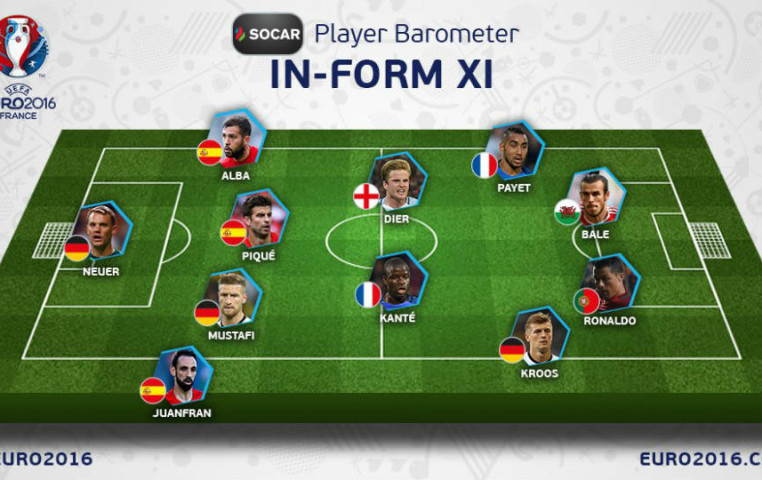 SOCAR Player Barometer
IN-FORM XI
UEFA
EURO2016
FRANCE
ALBA
PAYET
DIER
BALE
NEUER
PIQUÉ
KANTÉ
RONALDO
MUSTAFI
KROOS
JUANFRAN
EURO2016
EURO2016.C